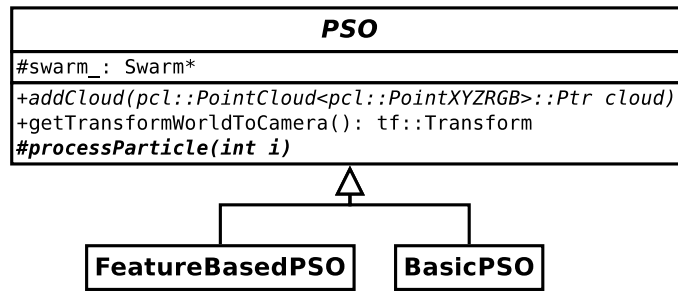 PSO
#swarm_: Swarm*
+addCloud(pcl::PointCloud<pcl::PointXYZRGB>::Ptr cloud)
+getTransformWorldToCamera(): tf::Transform
#processParticle(int i)
FeatureBasedPSO
BasicPSO